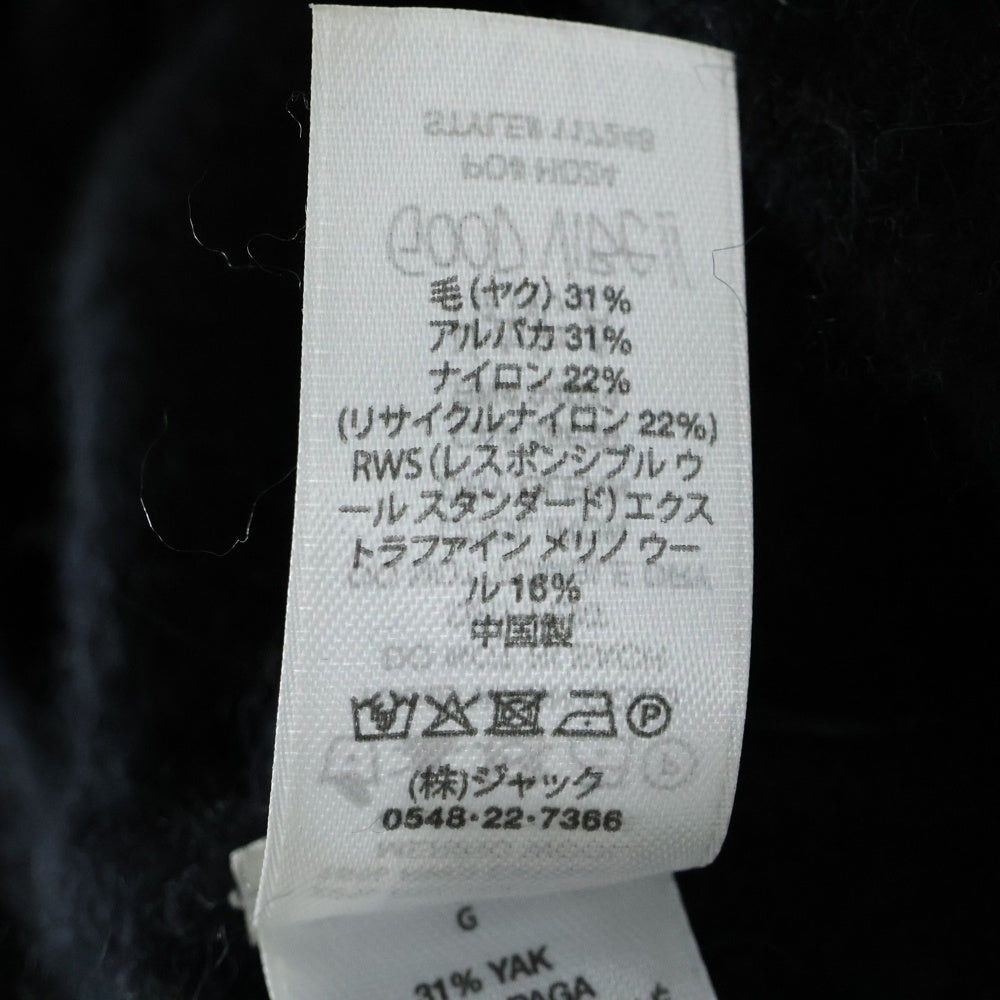 毛(ヤク) 31%
アルパカ 31%
ナイロン 22%
(リサイクルナイロン 22%)
RWS (レスポンシブル ウ
ール スタンダード) エクス
トラファイン メリノ ウー
ル 16%
中国製
P
(株)ジャック
0548・22・7366
G
31% YAK